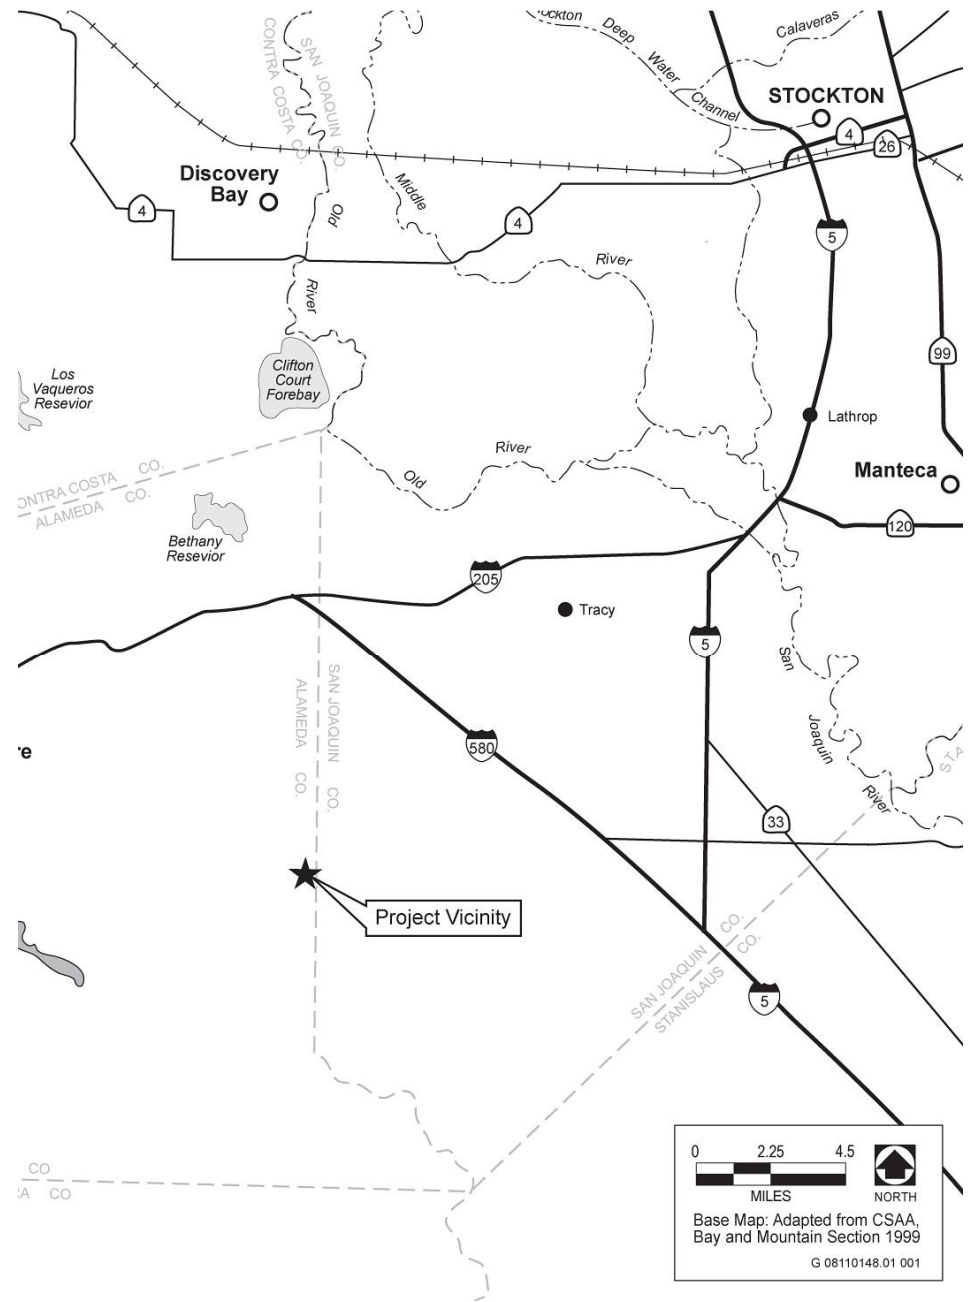 ockton Deep Water Channel
Calaveras
STOCKTON
4
26
CONTRA COSTA CO.
SAN JOAQUIN CO.
Discovery
Bay
4
Old
River
Middle
River
4
5
99
Los
Vaqueros
Resevior
Clifton
Court
Forebay
Lathrop
Manteca
120
ONTRA COSTA CO.
ALAMEDA CO.
Old
River
Bethany
Resevior
205
Tracy
5
San
Joaquin
River
STA
SAN JOAQUIN CO.
ALAMEDA CO.
580
re
33
Project Vicinity
SAN JOAQUIN CO.
STANISLAUS CO.
5
CO
RA CO
0 2.25 4.5
MILES
NORTH
Base Map: Adapted from CSAA,
Bay and Mountain Section 1999
G 08110148.01 001